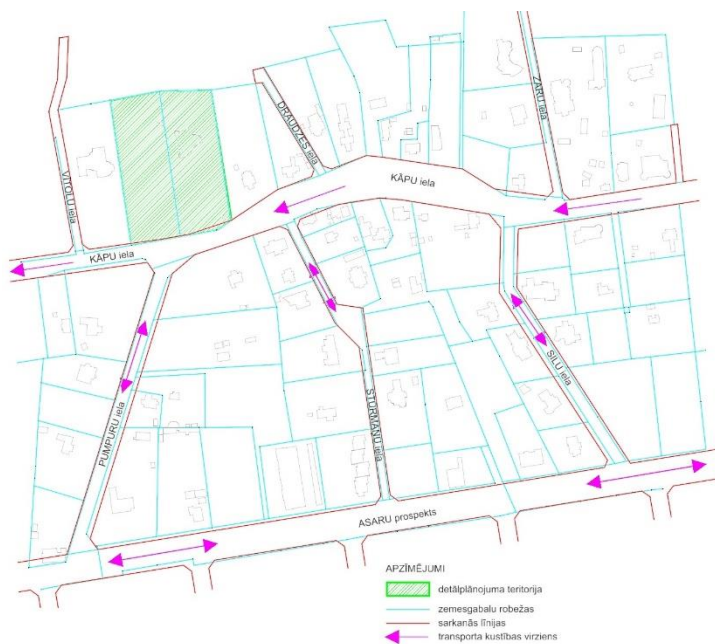 ZARU iela
DRAUDZES iela
VĪTOLU iela
KĀPU iela
KĀPU iela
PUMPURU iela
STŪRMAŅU iela
SILU iela
ASARU prospekts
APZĪMĒJUMI
detālplānojuma teritorija
zemesgabalu robežas
sarkanās līnijas
transporta kustības virziens